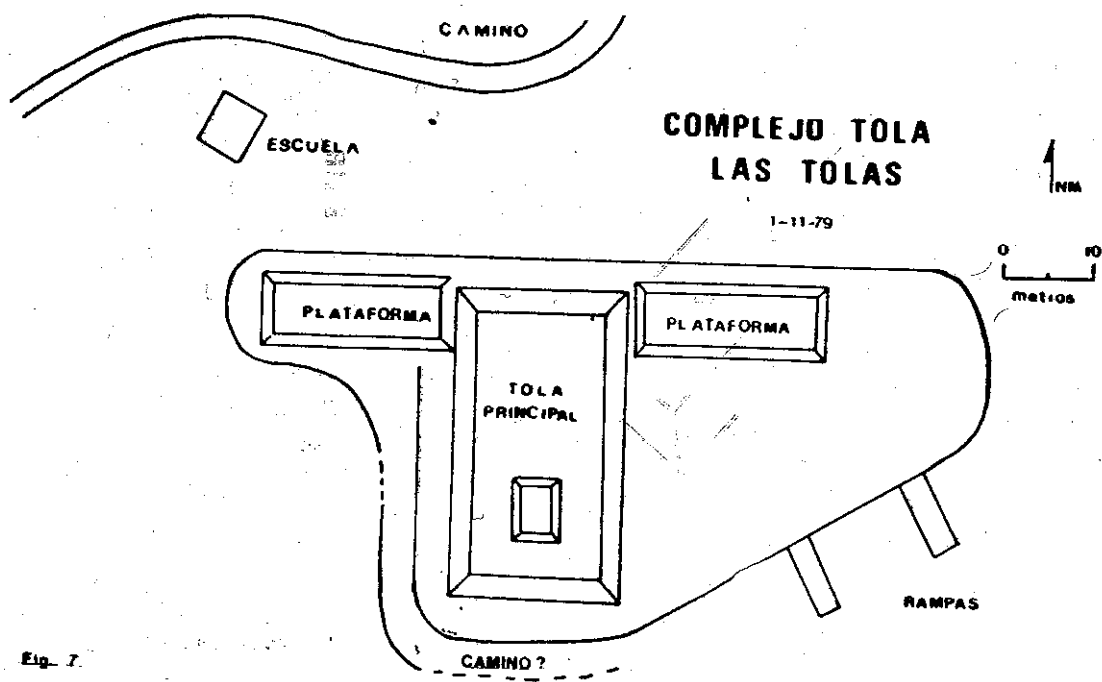 CAMINO
ESCUELA
COMPLEJO TOLA
LAS TOLAS
1-11-79
NM
0 10
metros
PLATAFORMA
PLATAFORMA
TOLA
PRINCIPAL
RAMPAS
CAMINO?
Fig. 7.